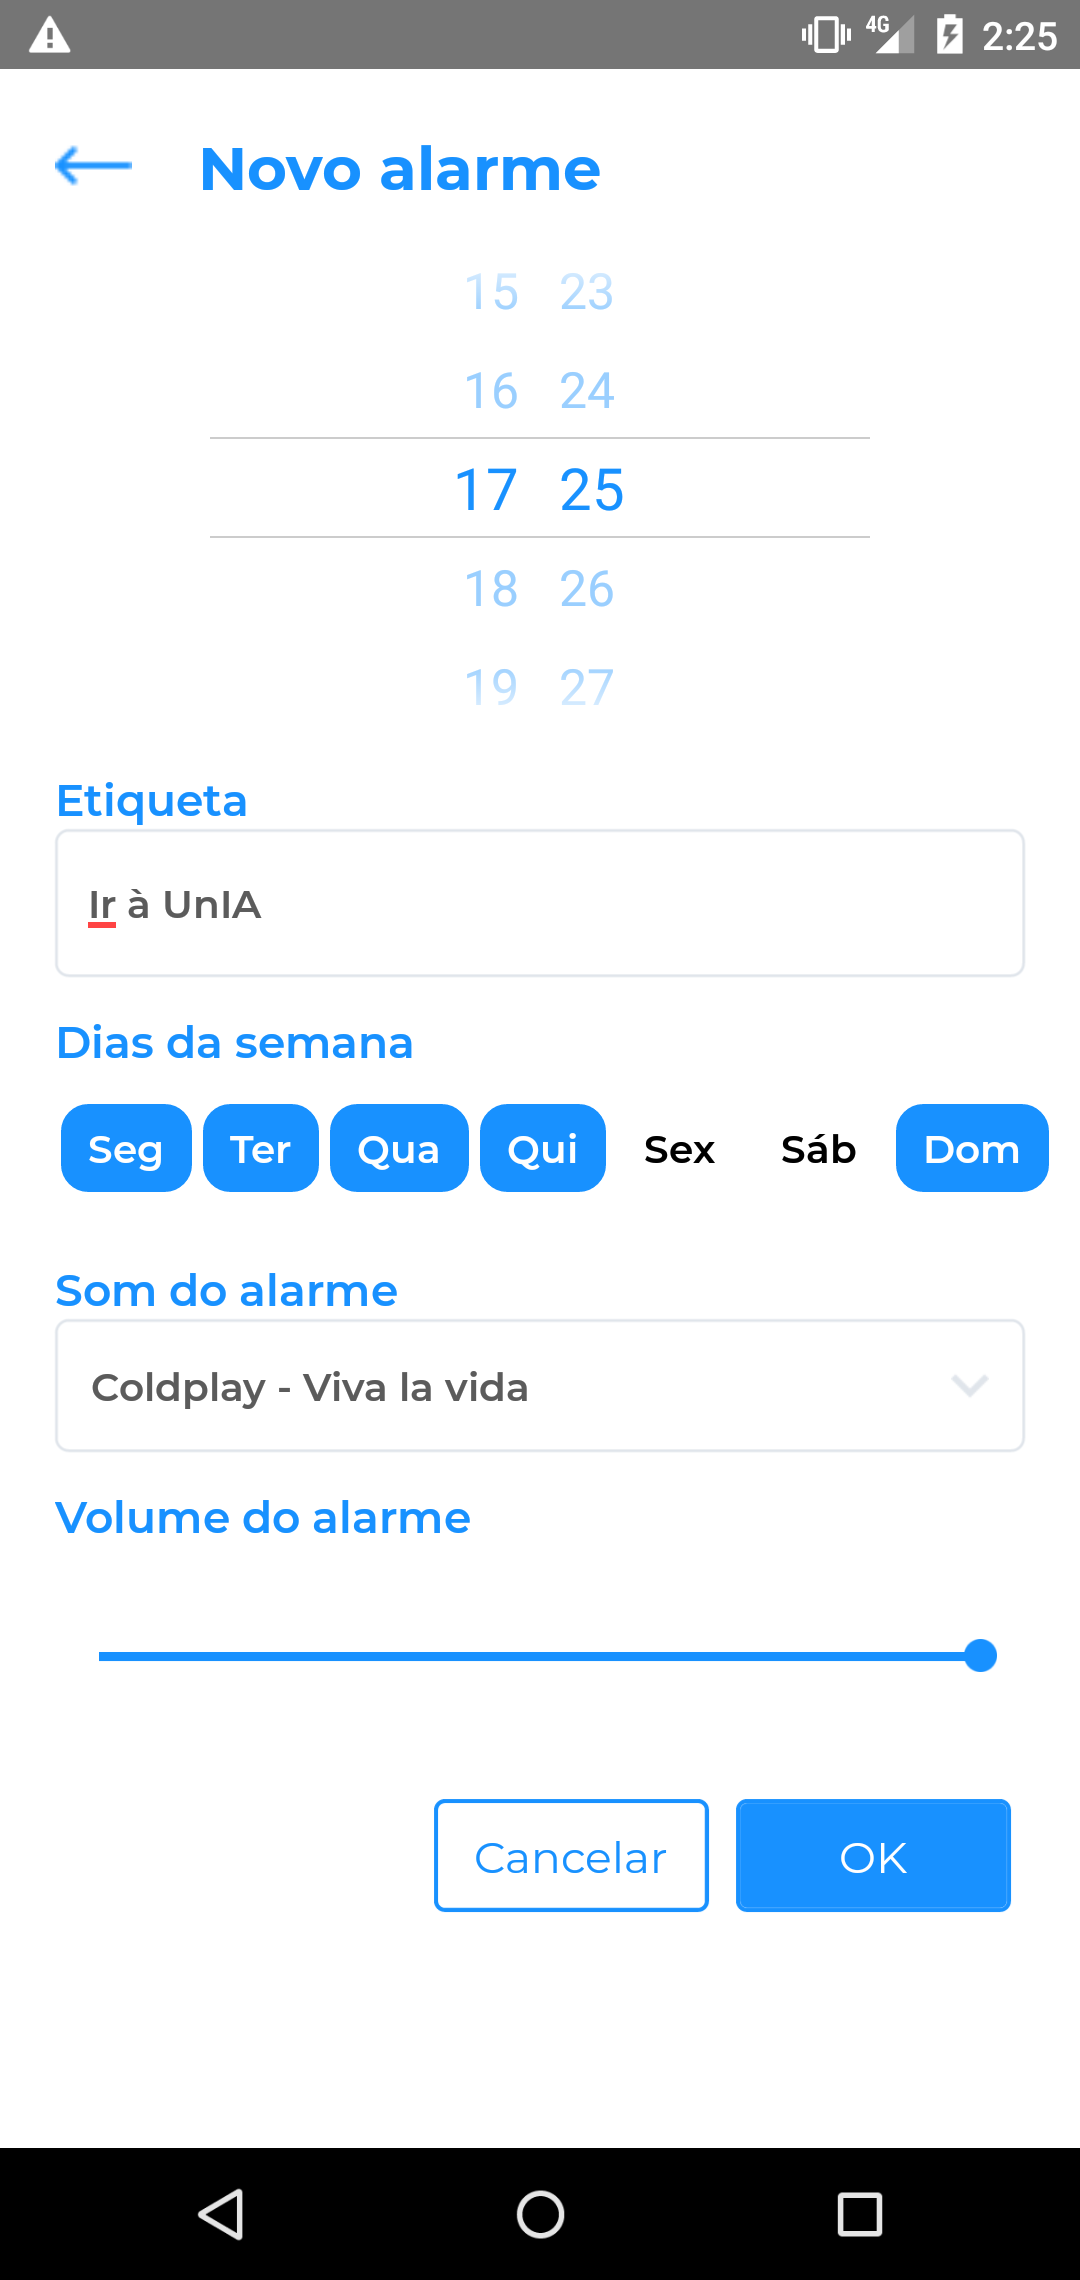 4G 2:25
Novo alarme
15 23
16 24
17 25
18 26
19 27
Etiqueta
Ir à UnIA
Dias da semana
Seg Ter Qua Qui Sex Sáb Dom
Som do alarme
Coldplay - Viva la vida
Volume do alarme
Cancelar OK